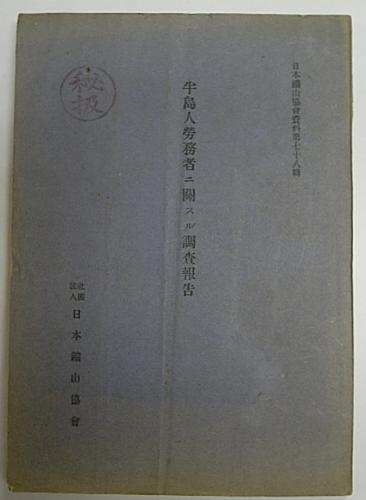 日本鑛山協會資料第七十八輯
半島人勞務者ニ關スル調査報告
秘扱
社團法人 日本鑛山協會